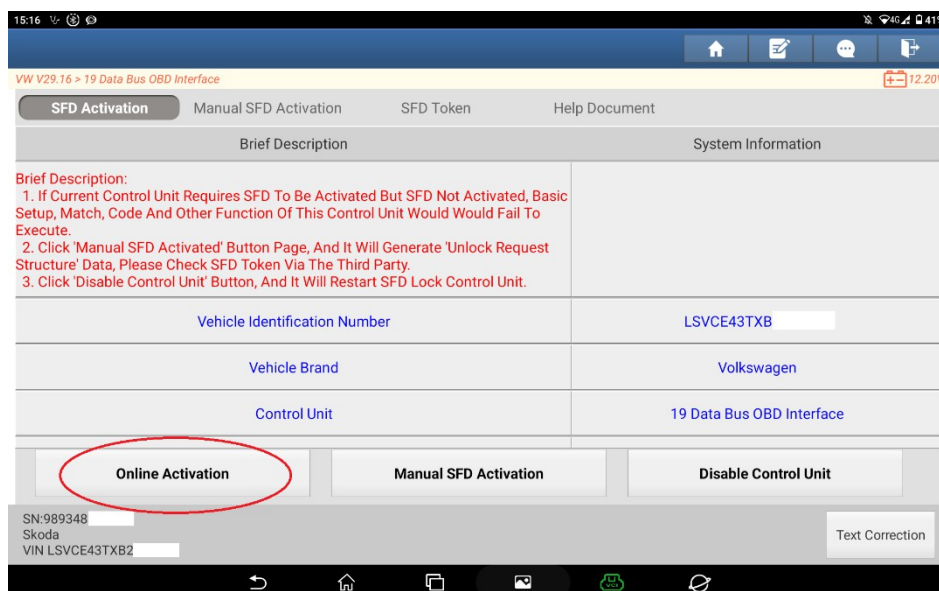 15:16
4G 41%
VW V29.16 > 19 Data Bus OBD Interface
12.20V
SFD Activation Manual SFD Activation SFD Token Help Document
Brief Description System Information
Brief Description:
1. If Current Control Unit Requires SFD To Be Activated But SFD Not Activated, Basic
Setup, Match, Code And Other Function Of This Control Unit Would Would Fail To
Execute.
2. Click 'Manual SFD Activated' Button Page, And It Will Generate 'Unlock Request
Structure' Data, Please Check SFD Token Via The Third Party.
3. Click 'Disable Control Unit' Button, And It Will Restart SFD Lock Control Unit.
Vehicle Identification Number LSVCE43TXB
Vehicle Brand Volkswagen
Control Unit 19 Data Bus OBD Interface
Online Activation Manual SFD Activation Disable Control Unit
SN:989348
Skoda
VIN LSVCE43TXB2
Text Correction
VCI